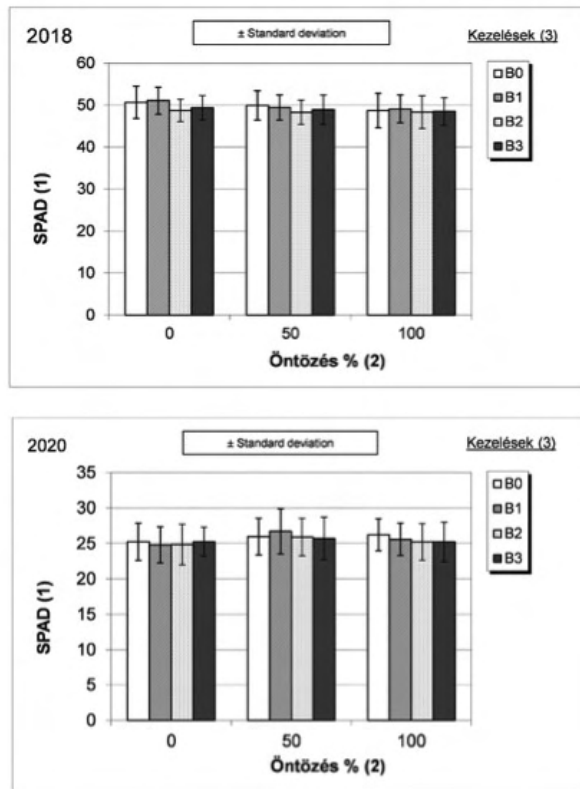 2018
± Standard deviation
Kezelések (3)
60
50
40
30
20
10
0
SPAD (1)
0 50 100
Öntözés % (2)
B0
B1
B2
B3
2020
± Standard deviation
Kezelések (3)
35
30
25
20
15
10
5
0
SPAD (1)
0 50 100
Öntözés % (2)
B0
B1
B2
B3